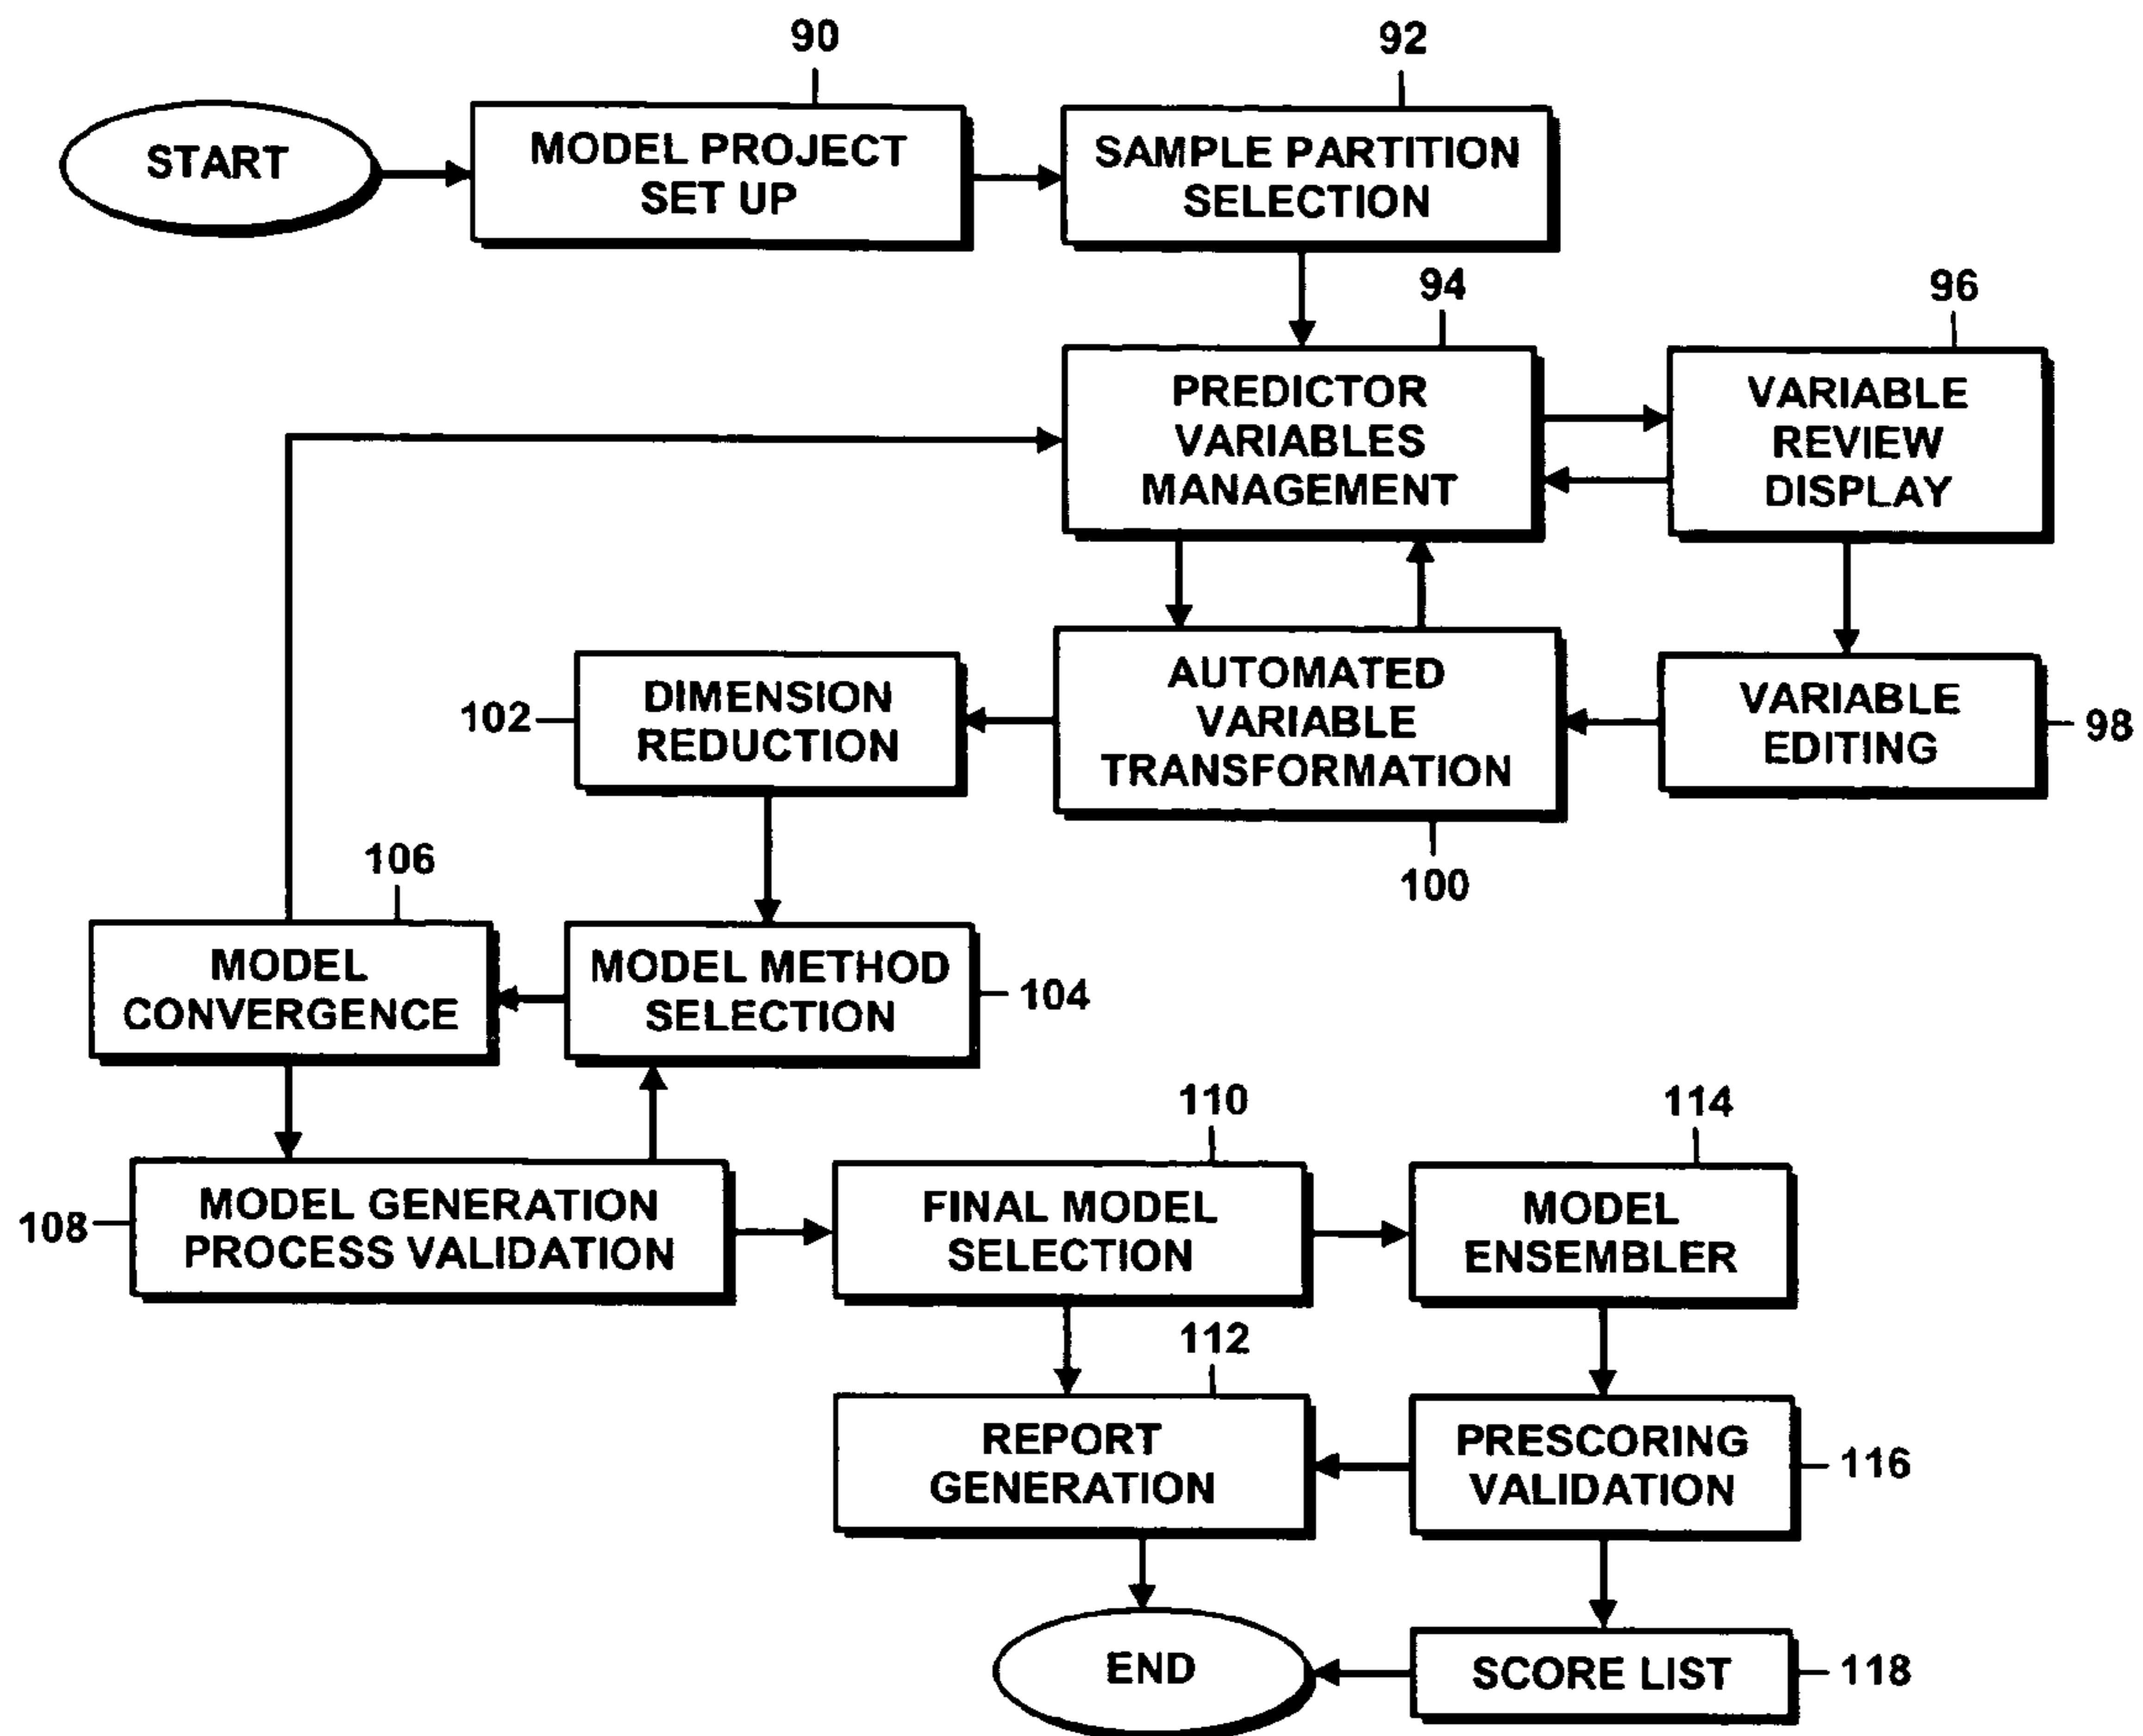 90
92
START
MODEL PROJECT
SET UP
SAMPLE PARTITION
SELECTION
94
96
PREDICTOR
VARIABLES
MANAGEMENT
VARIABLE
REVIEW
DISPLAY
102
DIMENSION
REDUCTION
AUTOMATED
VARIABLE
TRANSFORMATION
VARIABLE
EDITING
98
100
106
MODEL
CONVERGENCE
MODEL METHOD
SELECTION
104
110
114
108
MODEL GENERATION
PROCESS VALIDATION
FINAL MODEL
SELECTION
MODEL
ENSEMBLER
112
REPORT
GENERATION
PRESCORING
VALIDATION
116
END
SCORE LIST
118